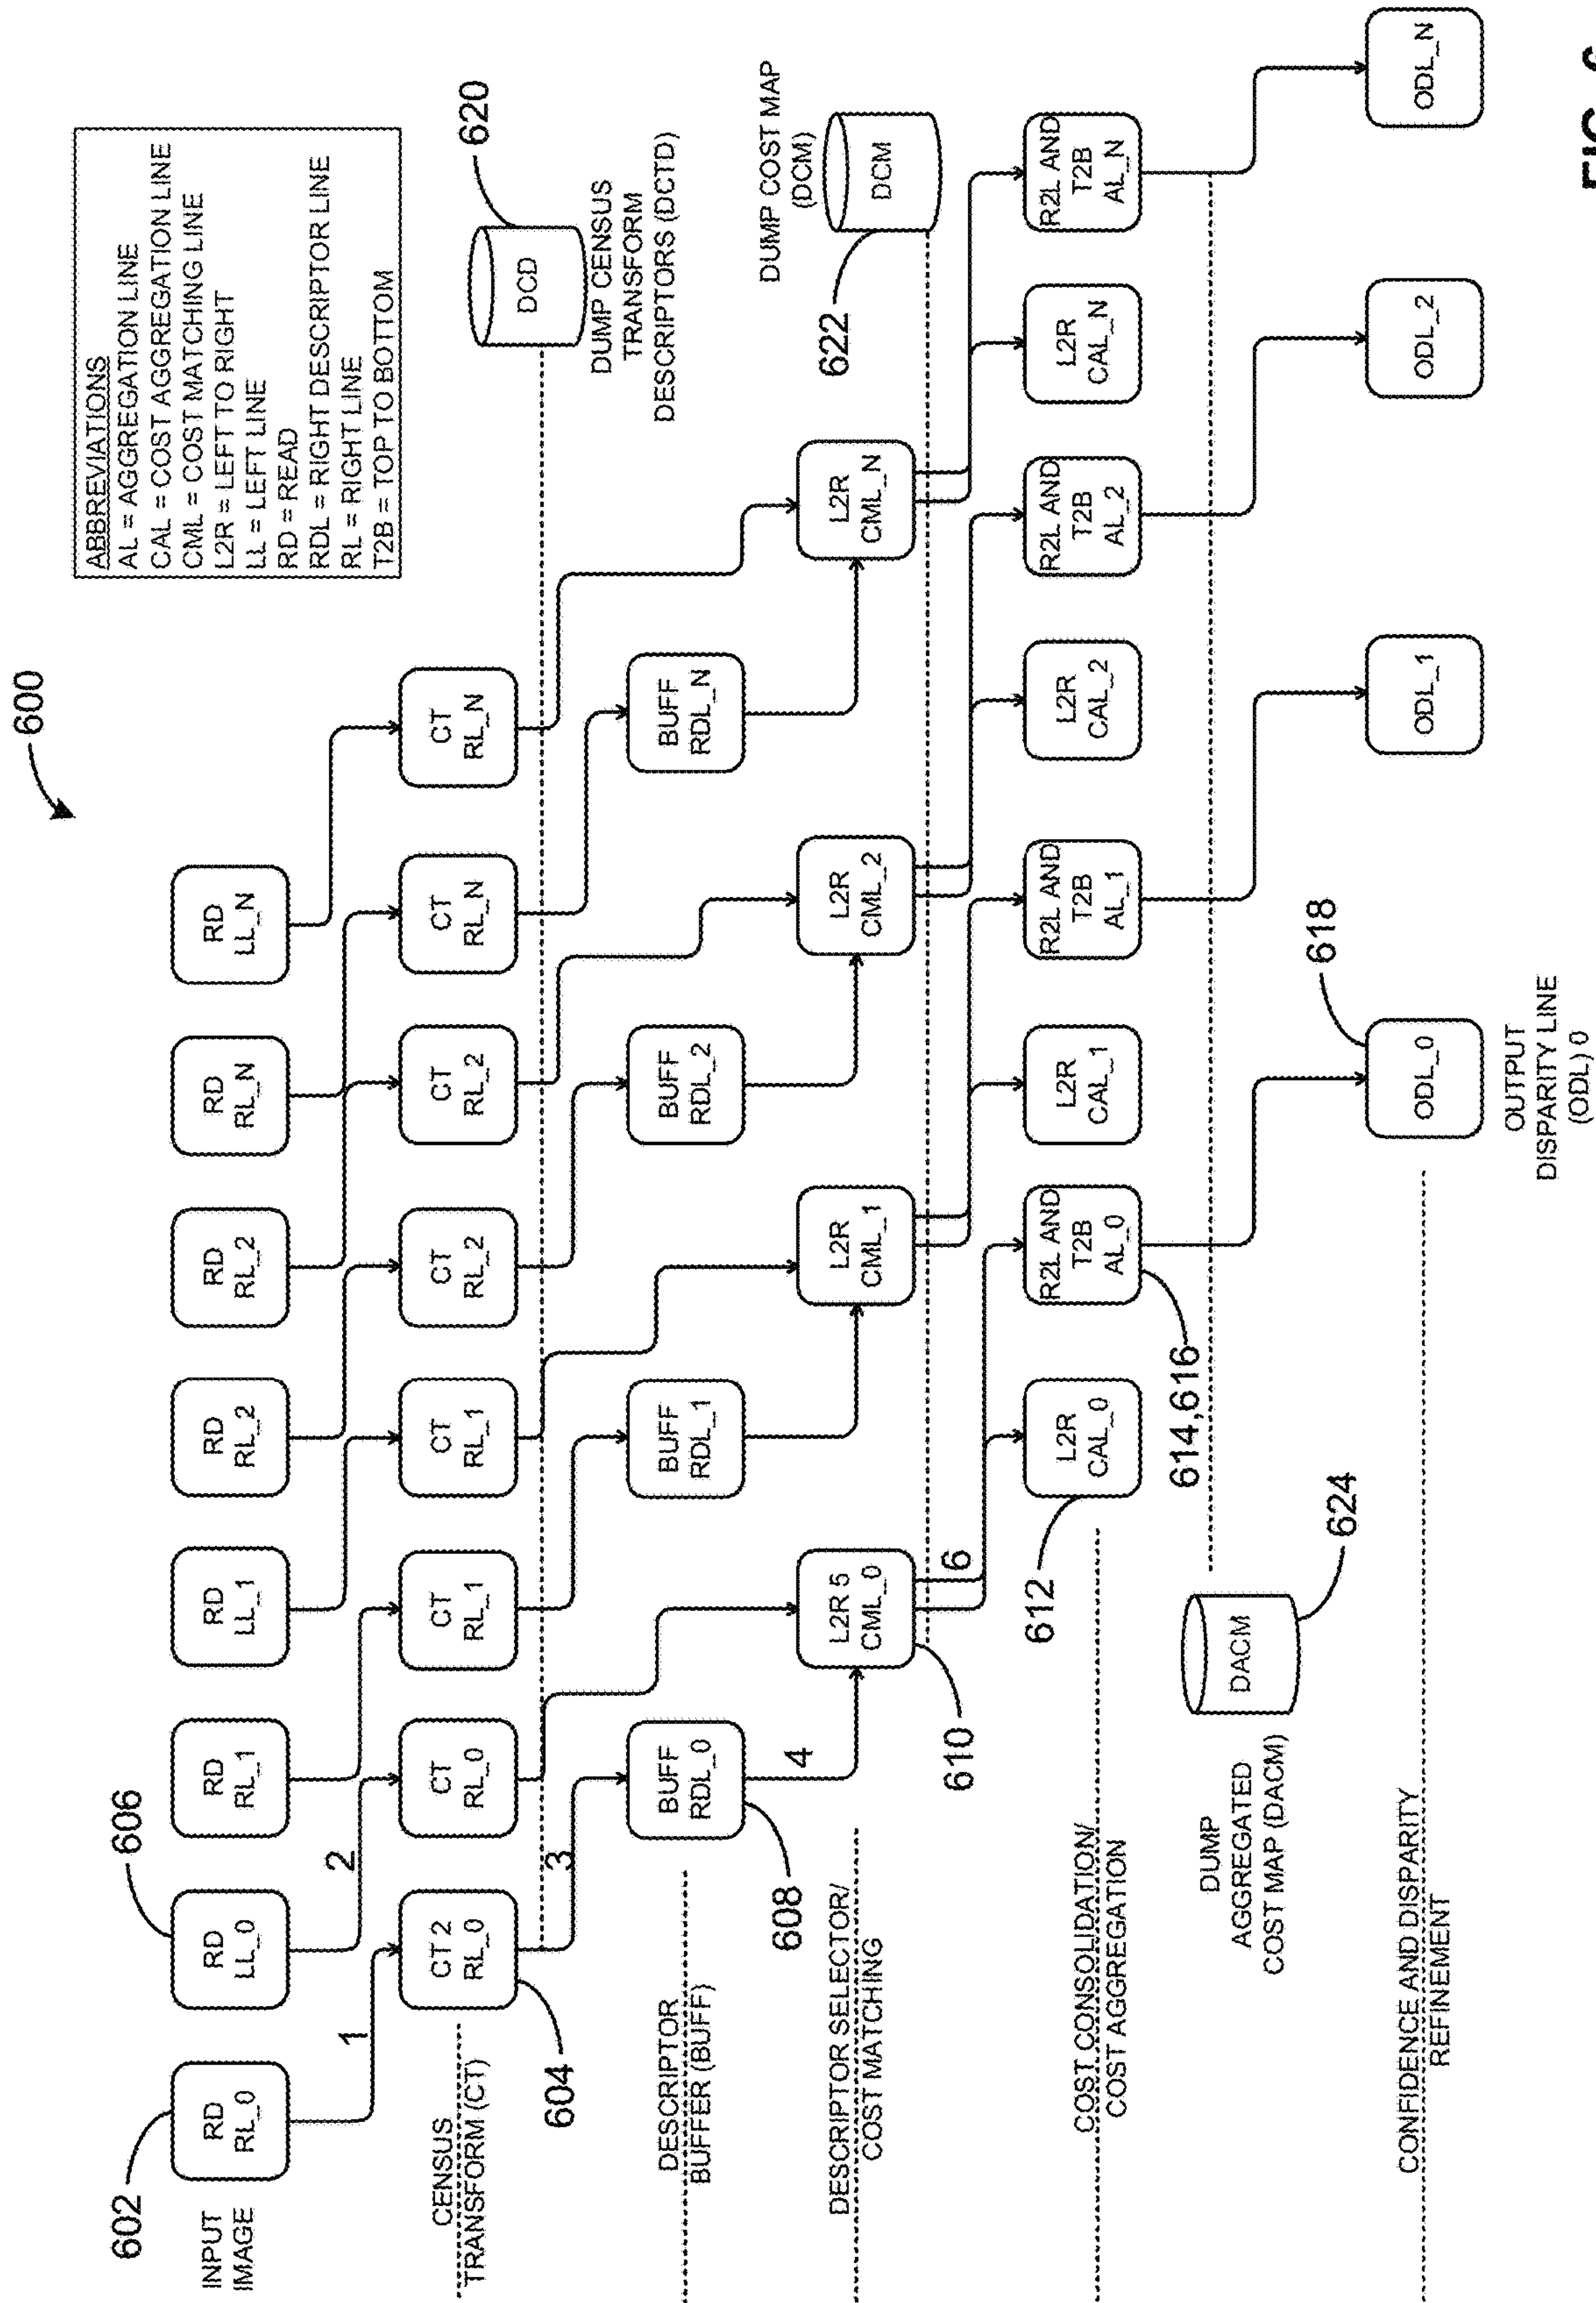 600
ABBREVIATIONS
AL = AGGREGATION LINE
CAL = COST AGGREGATION LINE
CML = COST MATCHING LINE
L2R = LEFT TO RIGHT
LL = LEFT LINE
RD = READ
RDL = RIGHT DESCRIPTOR LINE
RL = RIGHT LINE
T2B = TOP TO BOTTOM
602
606
INPUT
IMAGE
RD
RL_0
RD
LL_0
RD
RL_1
RD
LL_1
RD
RL_2
RD
RL_2
RD
RL_N
RD
LL_N
1
2
CENSUS
TRANSFORM (CT)
CT 2
RL_0
CT
RL_0
CT
RL_1
CT
RL_1
CT
RL_2
CT
RL_2
CT
RL_N
CT
RL_N
604
3
DCD
620
DUMP CENSUS
TRANSFORM
DESCRIPTORS (DCTD)
DESCRIPTOR
BUFFER (BUFF)
BUFF
RDL_0
BUFF
RDL_1
BUFF
RDL_2
BUFF
RDL_N
608
4
DESCRIPTOR SELECTOR/
COST MATCHING
L2R 5
CML_0
L2R
CML_1
L2R
CML_2
L2R
CML_N
610
6
DUMP COST MAP
(DCM)
DCM
622
COST CONSOLIDATION/
COST AGGREGATION
612
L2R
CAL_0
R2L AND
T2B
AL_0
L2R
CAL_1
R2L AND
T2B
AL_1
L2R
CAL_2
R2L AND
T2B
AL_2
L2R
CAL_N
R2L AND
T2B
AL_N
614,616
DUMP
AGGREGATED
COST MAP (DACM)
DACM
624
CONFIDENCE AND DISPARITY
REFINEMENT
618
ODL_0
ODL_1
ODL_2
ODL_N
OUTPUT
DISPARITY LINE
(ODL) 0